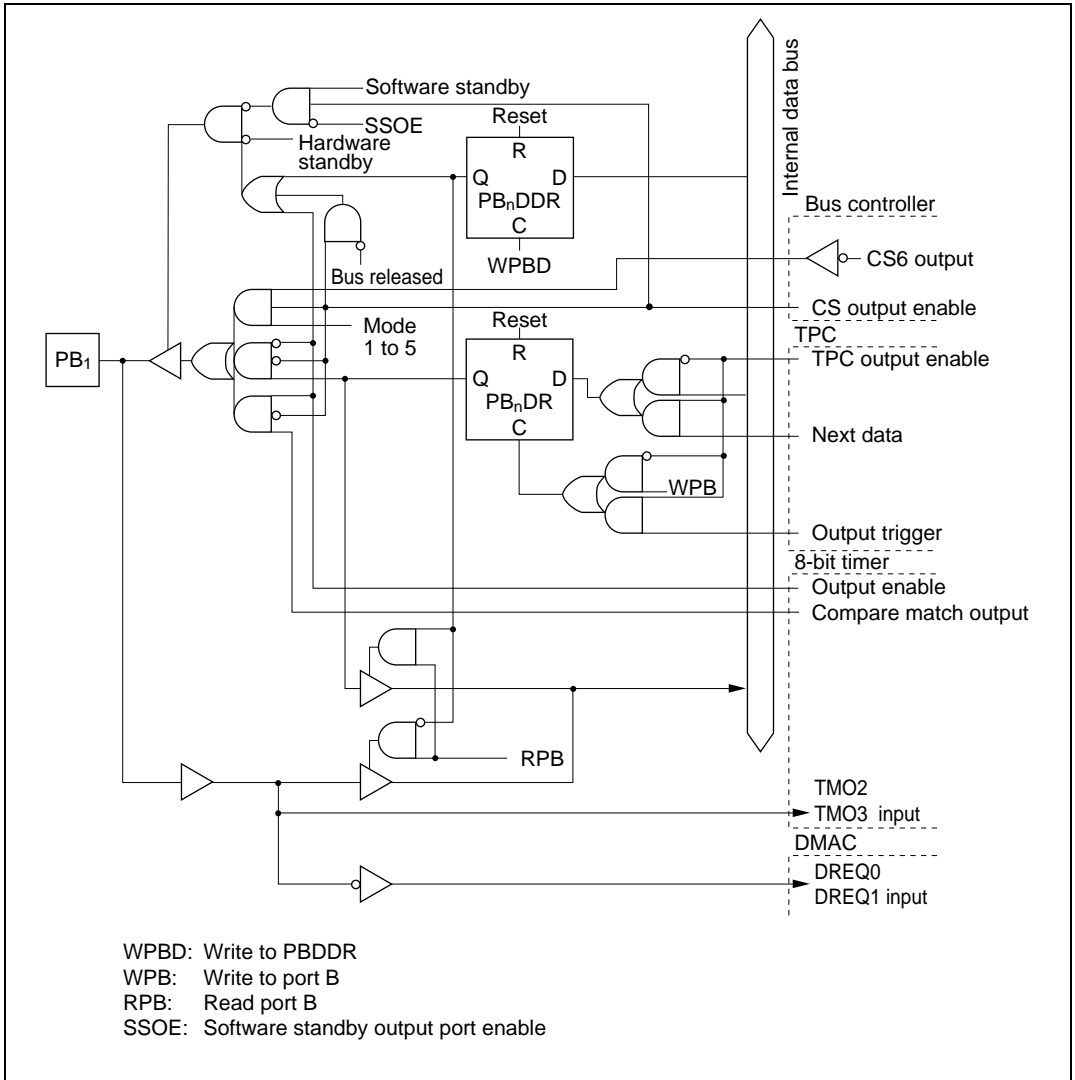 Software standby
SSOE
Hardware
standby
Reset
R
Q D
PBnDDR
C
WPBD
Internal data bus
Bus controller
CS6 output
Bus released
CS output enable
Mode
1 to 5
TPC
Reset
R
TPC output enable
PB1
Q D
PBnDR
C
Next data
WPB
Output trigger
8-bit timer
Output enable
Compare match output
RPB
TMO2
TMO3 input
DMAC
DREQ0
DREQ1 input
WPBD: Write to PBDDR
WPB: Write to port B
RPB: Read port B
SSOE: Software standby output port enable